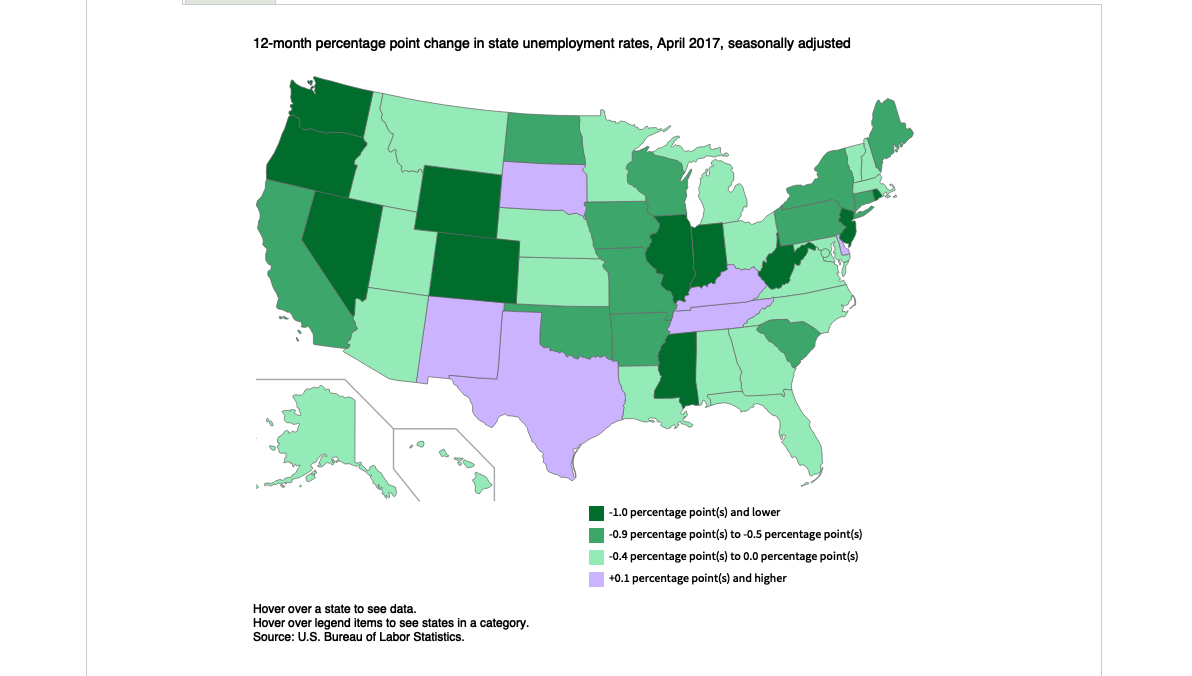 12-month percentage point change in state unemployment rates, April 2017, seasonally adjusted
-1.0 percentage point(s) and lower
-0.9 percentage point(s) to -0.5 percentage point(s)
-0.4 percentage point(s) to 0.0 percentage point(s)
+0.1 percentage point(s) and higher
Hover over a state to see data.
Hover over legend items to see states in a category.
Source: U.S. Bureau of Labor Statistics.